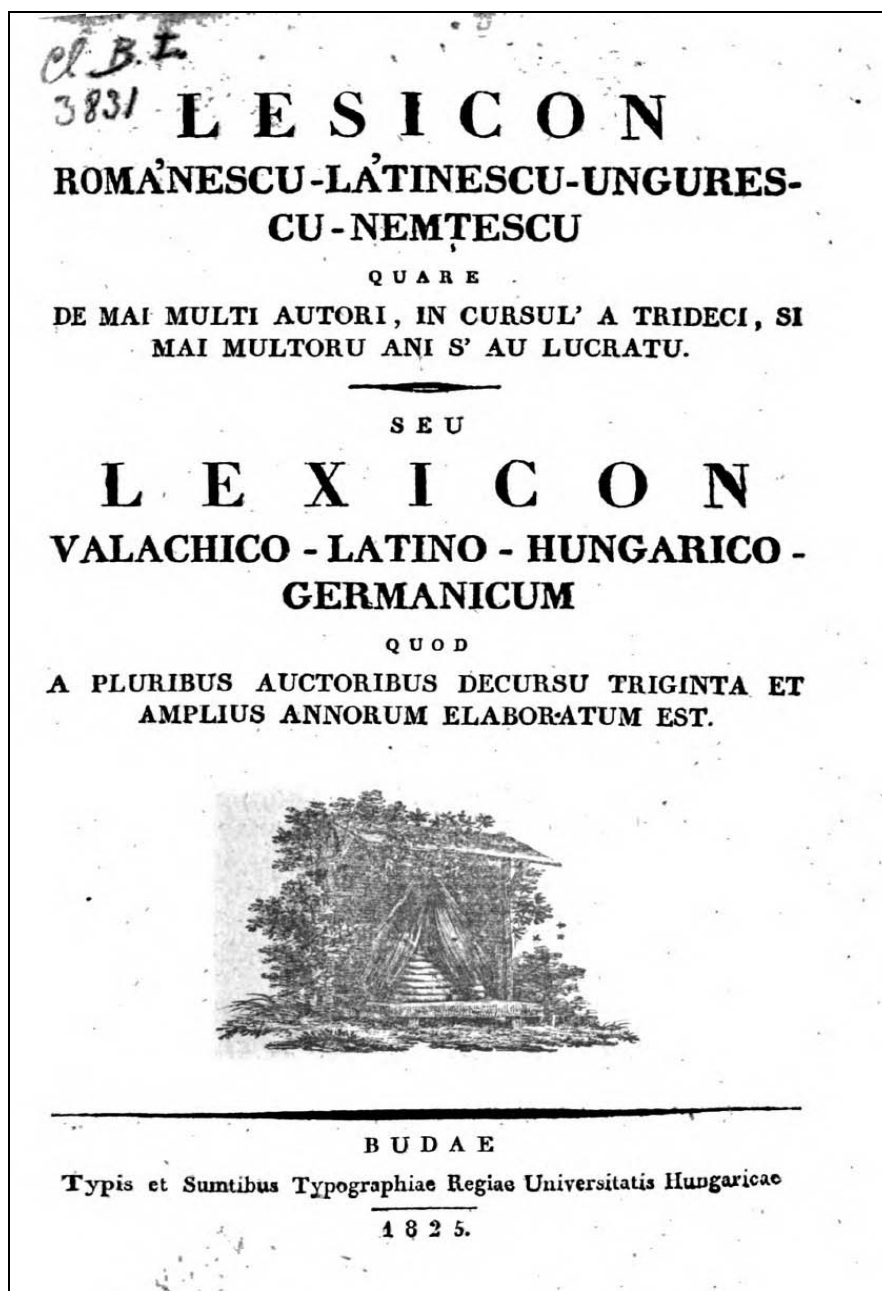 Cl B.I.
3831
LESICON
ROMA'NESCU-LA'TINESCU-UNGURES-
CU-NEMȚESCU
QUARE
DE MAI MULTI AUTORI, IN CURSUL' A TRIDECI, SI
MAI MULTORU ANI S' AU LUCRATU.
SEU
LEXICON
VALACHICO - LATINO - HUNGARICO -
GERMANICUM
QUOD
A PLURIBUS AUCTORIBUS DECURSU TRIGINTA ET
AMPLIUS ANNORUM ELABORATUM EST.
BUDAE
Typis et Sumtibus Typographiae Regiae Universitatis Hungaricae
1825.